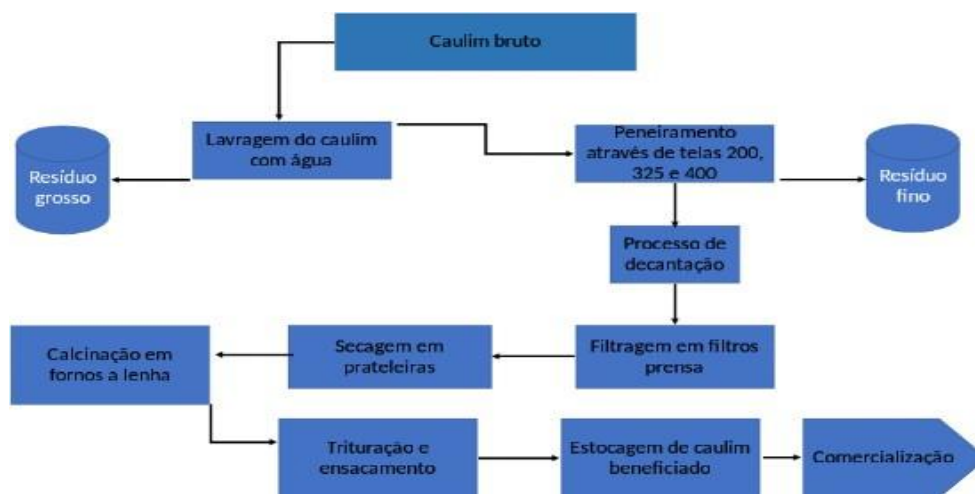 Caulim bruto
Lavragem do caulim
com água
Peneiramento
através de telas 200,
325 e 400
Resíduo
grosso
Resíduo
fino
Processo de
decantação
Calcinação em
fornos a lenha
Secagem em
prateleiras
Filtragem em filtros
prensa
Trituração e
ensacamento
Estocagem de caulim
beneficiado
Comercialização